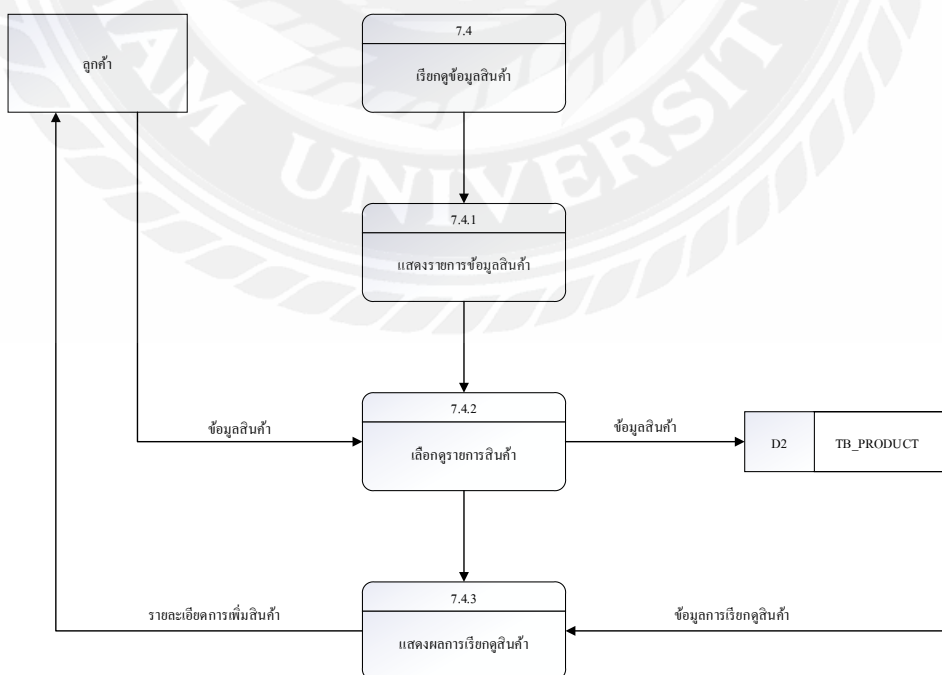 ลูกค้า
7.4
เรียกดูข้อมูลสินค้า
7.4.1
แสดงรายการข้อมูลสินค้า
7.4.2
เลือกดูรายการสินค้า
ข้อมูลสินค้า
ข้อมูลสินค้า
D2
TB_PRODUCT
7.4.3
แสดงผลการเรียกดูสินค้า
รายละเอียดการเพิ่มสินค้า
ข้อมูลการเรียกดูสินค้า
AM UNIVERSIT